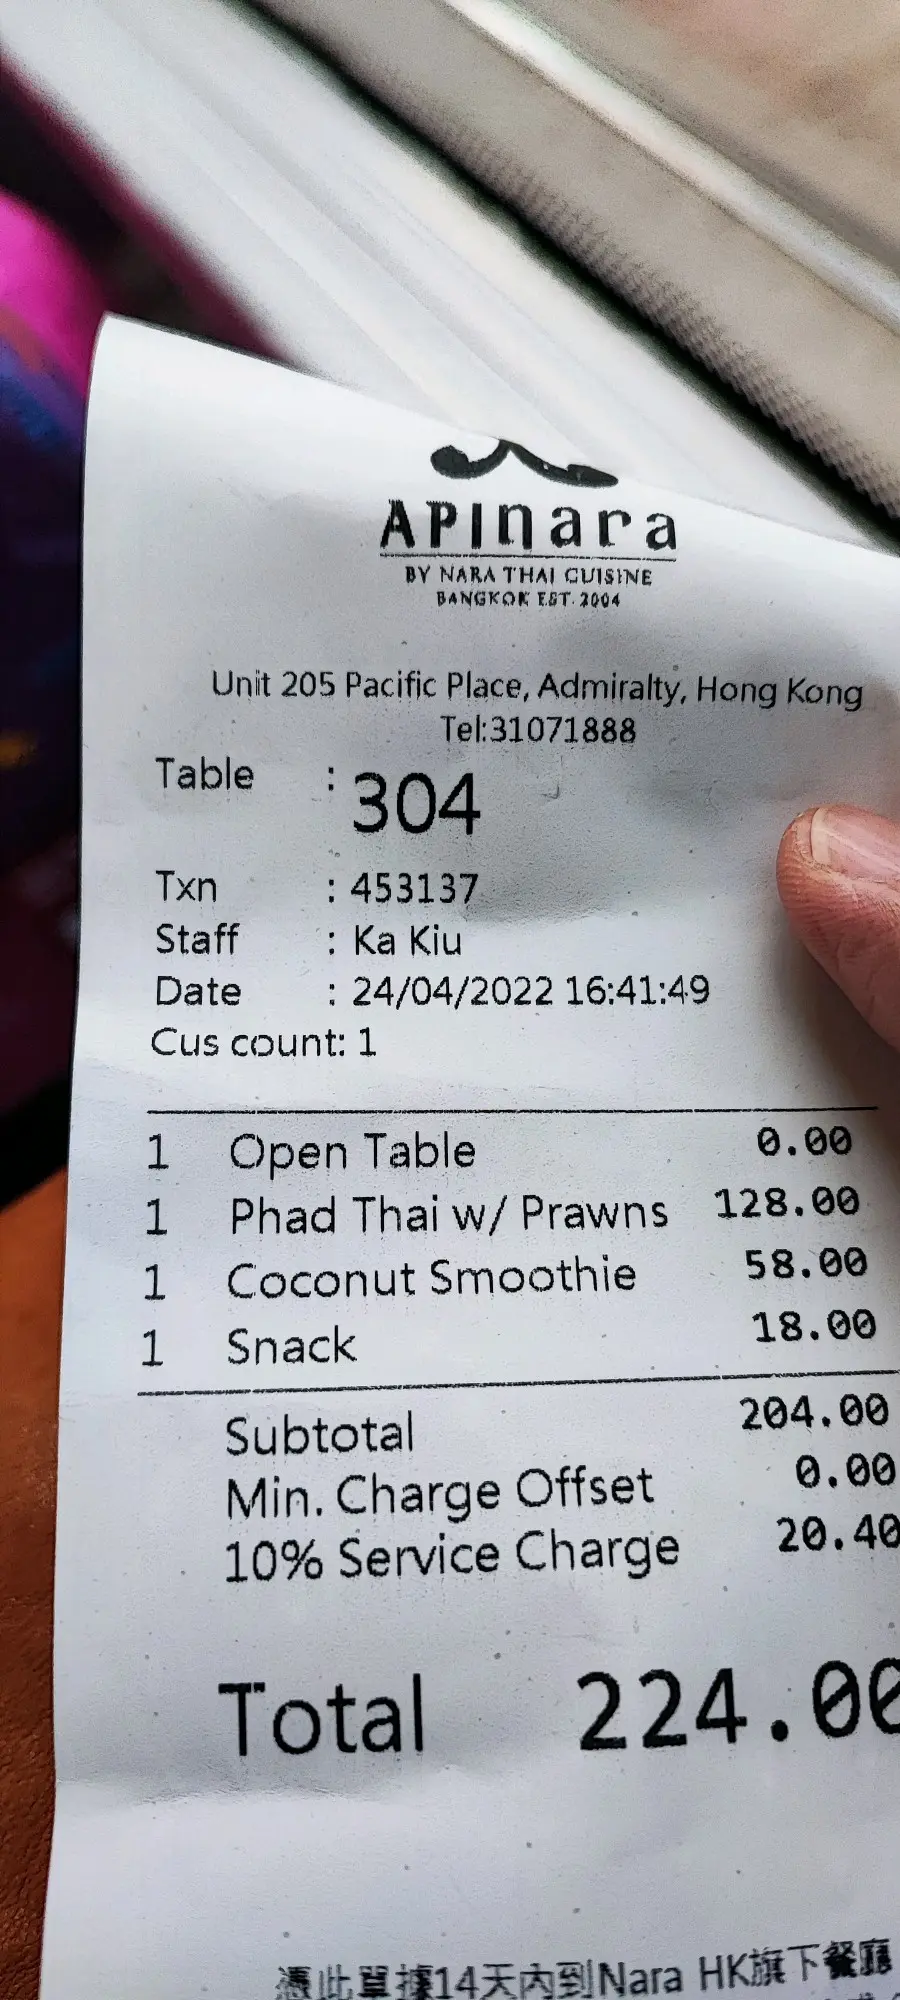 APInara
BY NARA THAI CUISINE
BANGKOK EST. 2004
Unit 205 Pacific Place, Admiralty, Hong Kong
Tel:31071888
Table : 304
Txn : 453137
Staff : Ka Kiu
Date : 24/04/2022 16:41:49
Cus count: 1
1 Open Table 0.00
1 Phad Thai w/ Prawns 128.00
1 Coconut Smoothie 58.00
1 Snack 18.00
Subtotal 204.00
Min. Charge Offset 0.00
10% Service Charge 20.40
Total 224.00
憑此單據14天內到Nara HK旗下餐廳